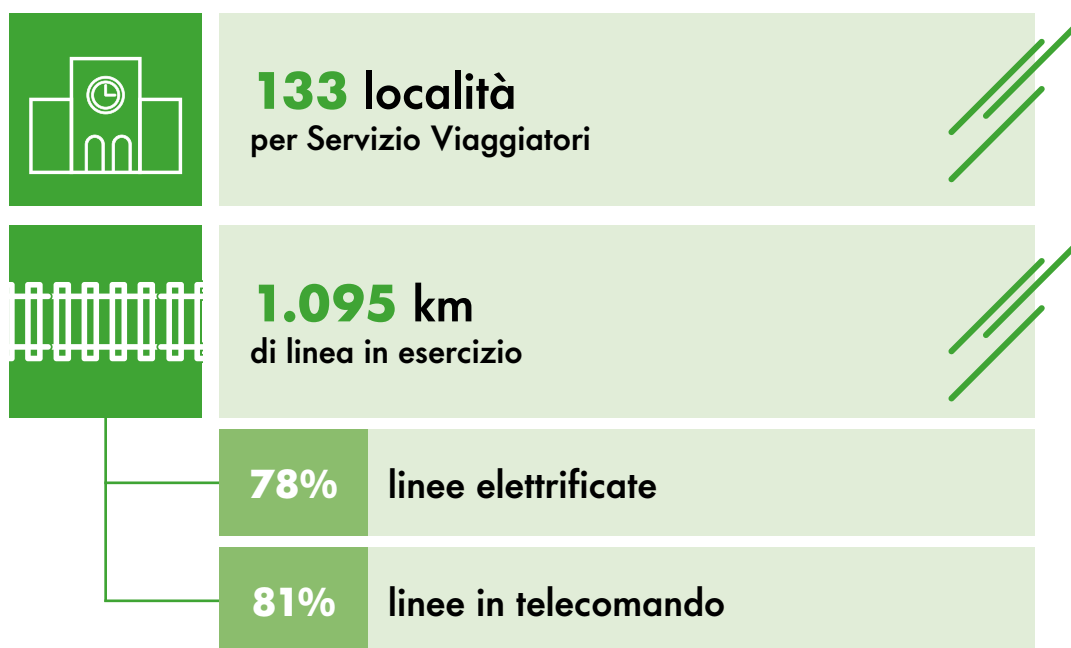 133 località
per Servizio Viaggiatori
1.095 km
di linea in esercizio
78% linee elettrificate
81% linee in telecomando